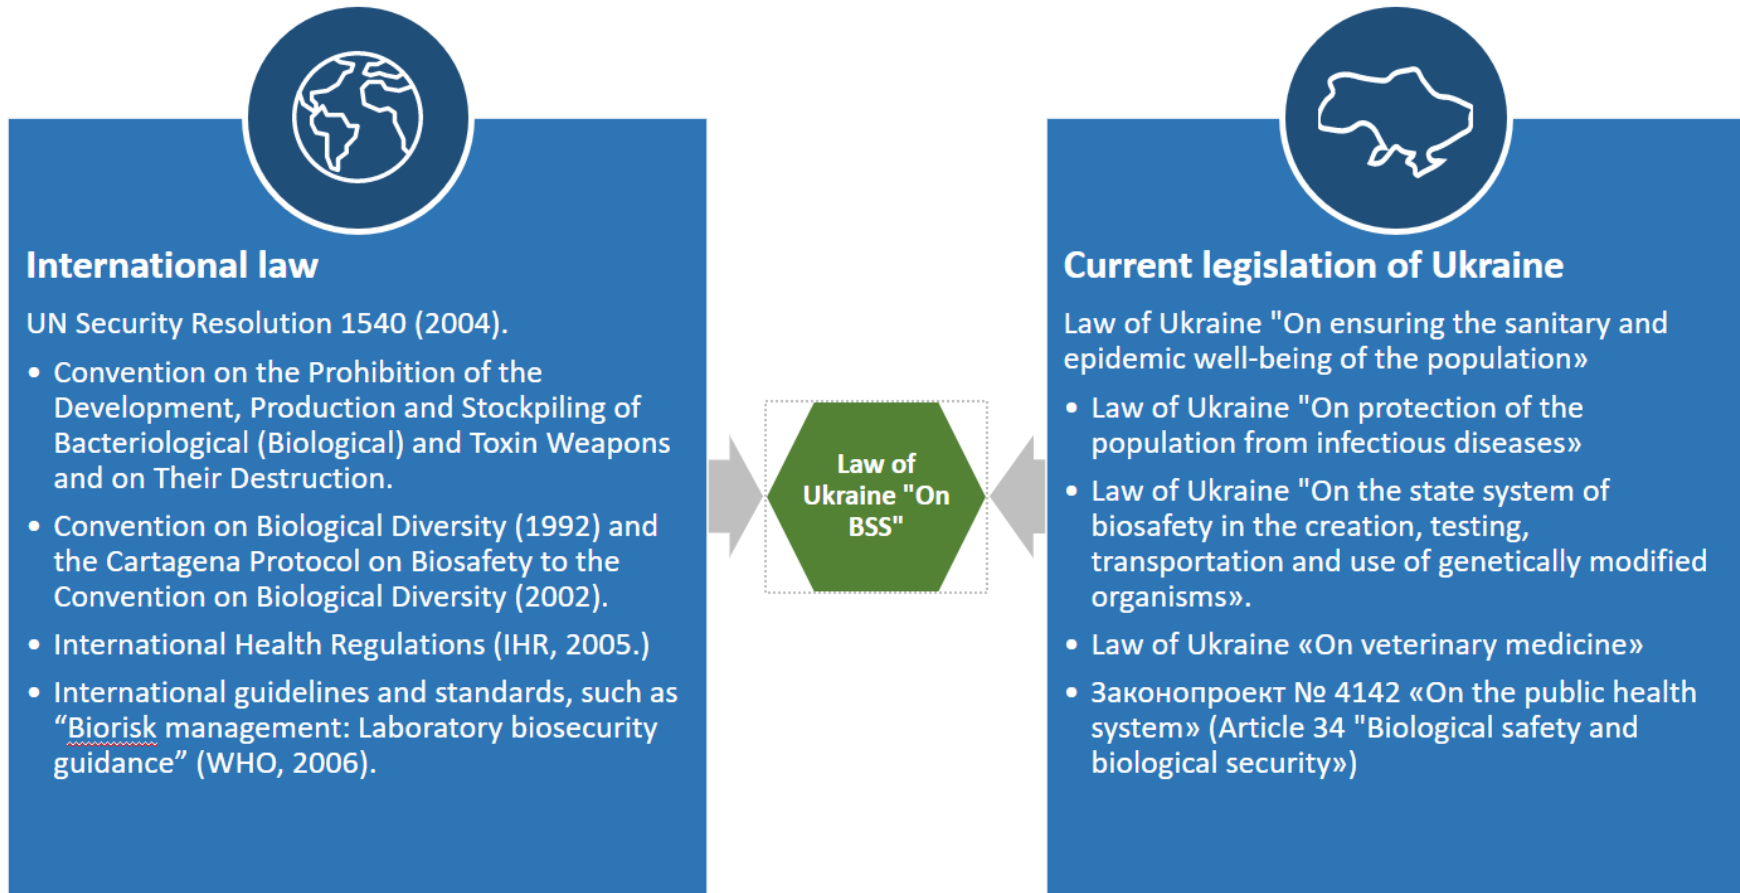 International law
UN Security Resolution 1540 (2004).
• Convention on the Prohibition of the
Development, Production and Stockpiling of
Bacteriological (Biological) and Toxin Weapons
and on Their Destruction.
• Convention on Biological Diversity (1992) and
the Cartagena Protocol on Biosafety to the
Convention on Biological Diversity (2002).
• International Health Regulations (IHR, 2005.)
• International guidelines and standards, such as
“Biorisk management: Laboratory biosecurity
guidance” (WHO, 2006).
Law of
Ukraine "On
BSS"
Current legislation of Ukraine
Law of Ukraine "On ensuring the sanitary and
epidemic well-being of the population»
• Law of Ukraine "On protection of the
population from infectious diseases»
• Law of Ukraine "On the state system of
biosafety in the creation, testing,
transportation and use of genetically modified
organisms».
• Law of Ukraine «On veterinary medicine»
• Законопроект № 4142 «On the public health
system» (Article 34 "Biological safety and
biological security»)